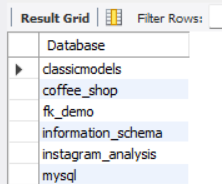 Result Grid Filter Rows:
Database
classicmodels
coffee_shop
fk_demo
information_schema
instagram_analysis
mysql